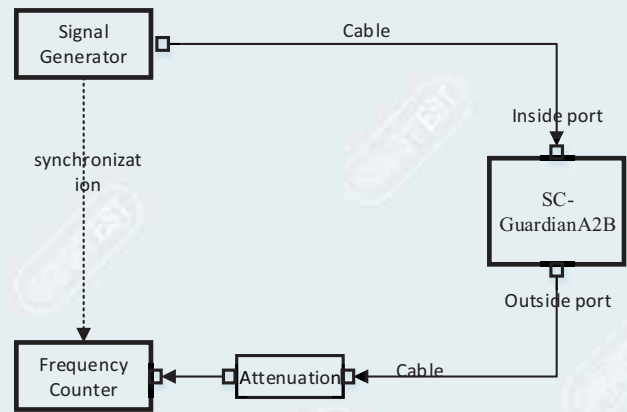 Signal
Generator
Cable
Inside port
synchronizat
ion
SC-
GuardianA2B
Outside port
Frequency
Counter
Attenuation
Cable